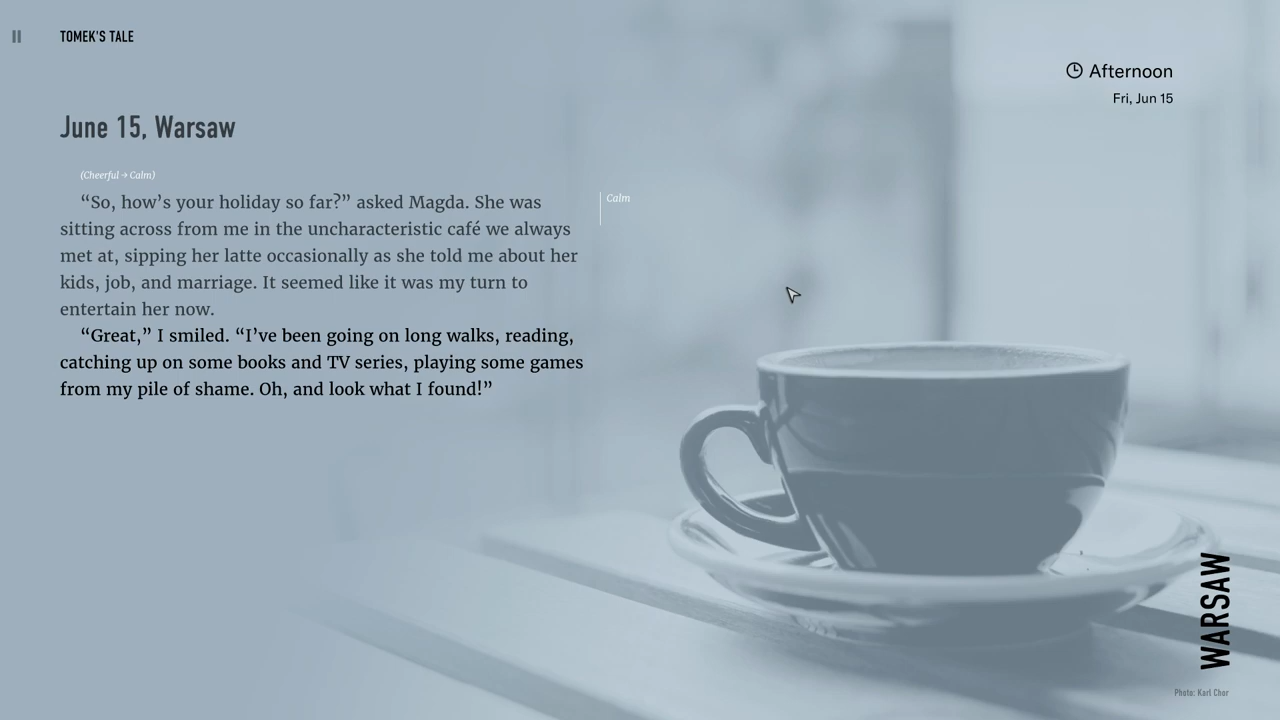 TOMEK'S TALE
Afternoon
Fri, Jun 15
June 15, Warsaw
(Cheerful → Calm)
“So, how’s your holiday so far?” asked Magda. She was
sitting across from me in the uncharacteristic café we always
met at, sipping her latte occasionally as she told me about her
kids, job, and marriage. It seemed like it was my turn to
entertain her now.
Calm
“Great,” I smiled. “I’ve been going on long walks, reading,
catching up on some books and TV series, playing some games
from my pile of shame. Oh, and look what I found!”
WARSAW
Photo: Karl Chor